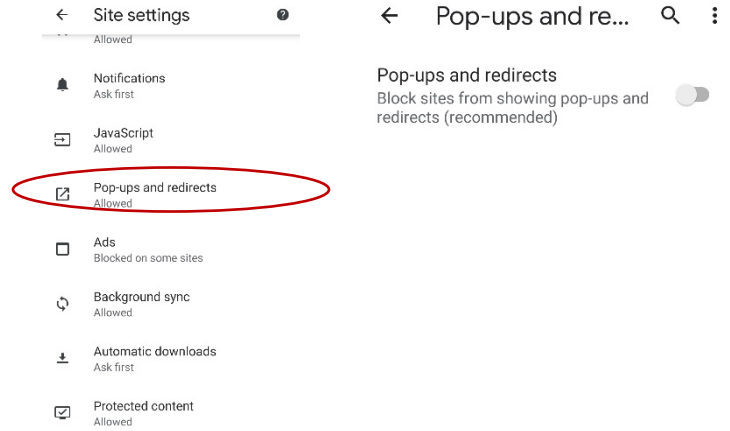 Site settings
Allowed
Notifications
Ask first
JavaScript
Allowed
Pop-ups and redirects
Allowed
Ads
Blocked on some sites
Background sync
Allowed
Automatic downloads
Ask first
Protected content
Allowed
Pop-ups and re...
Pop-ups and redirects
Block sites from showing pop-ups and
redirects (recommended)